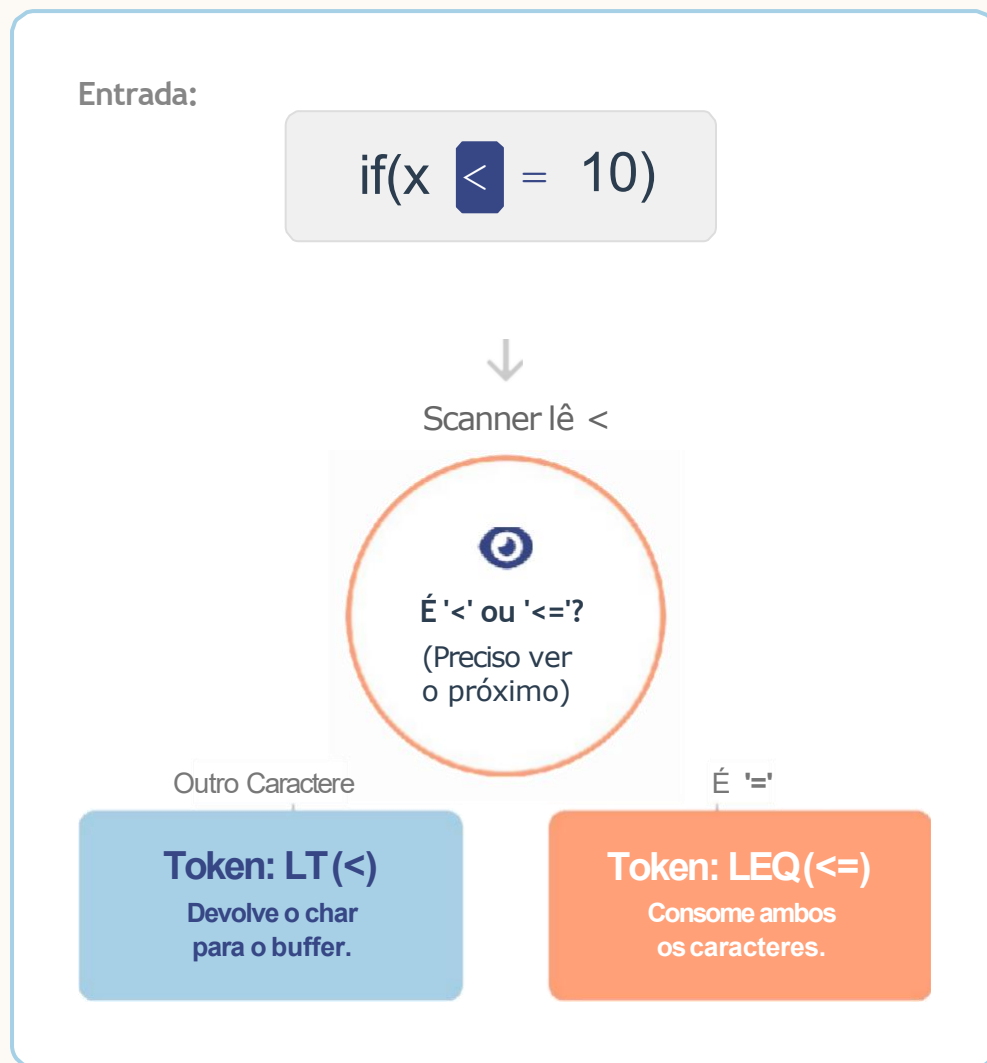 Entrada:
if(x < = 10)
Scanner lê <
É '<' ou '<='?
(Preciso ver
o próximo)
Outro Caractere
É '='
Token: LT(<)
Devolve o char
para o buffer.
Token: LEQ(<=)
Consome ambos
os caracteres.